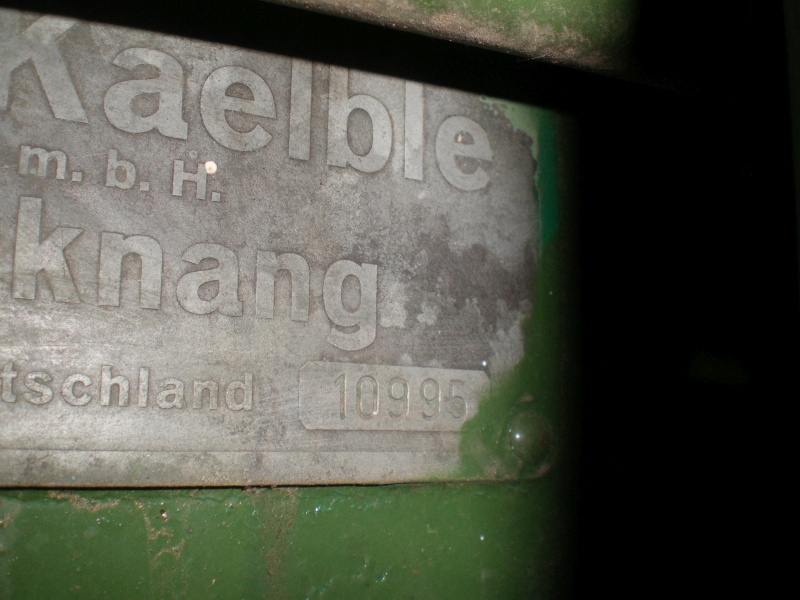 Kaelble
m. b. H.
knang
tschland 10995